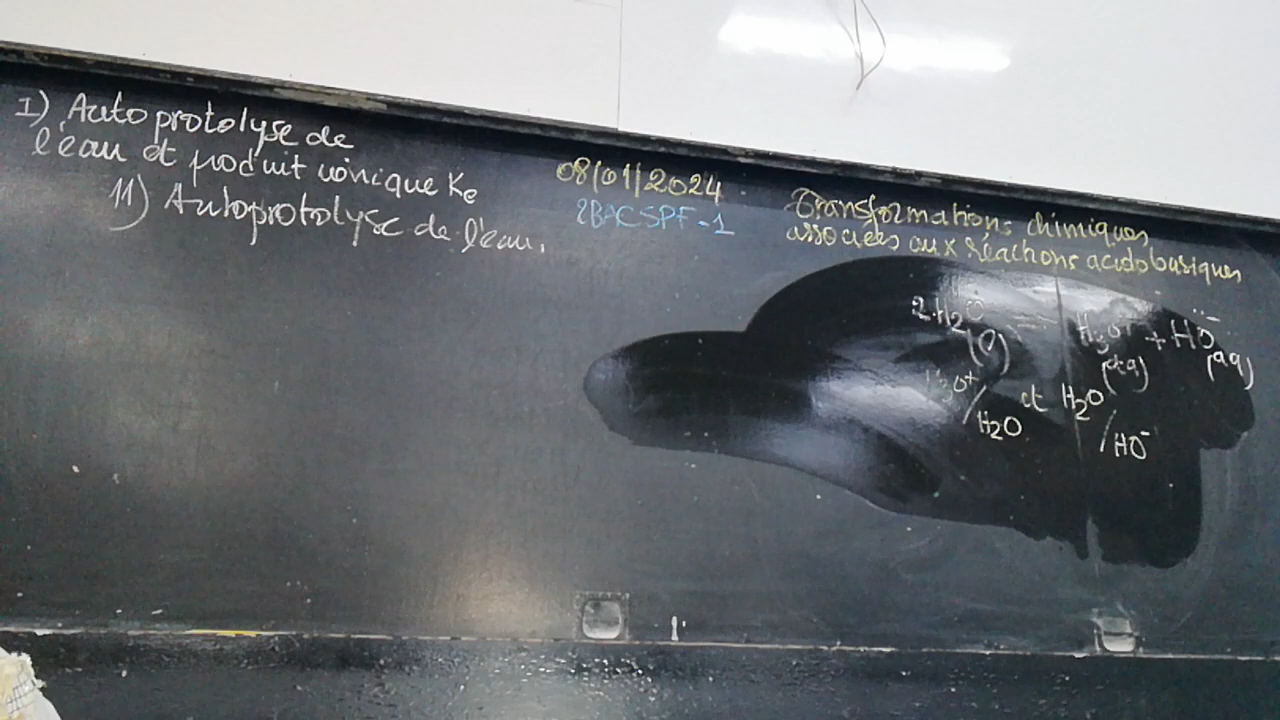 I) Autoprotolyse de
l'eau et produit ionique Ke
11) Autoprotolyse de l'eau.
08/01/2024
2BACSPF-1
Transformations chimiques
associées aux réactions acidobasiques
2H2O (l) H3O+ (aq) + HO- (aq)
H3O+/H2O et H2O/HO-